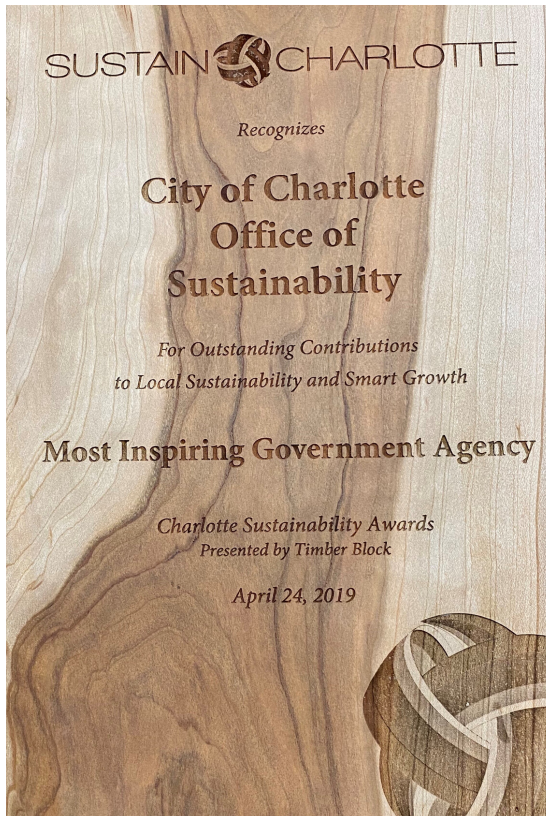 SUSTAIN CHARLOTTE
Recognizes
City of Charlotte
Office of
Sustainability
For Outstanding Contributions
to Local Sustainability and Smart Growth
Most Inspiring Government Agency
Charlotte Sustainability Awards
Presented by Timber Block
April 24, 2019